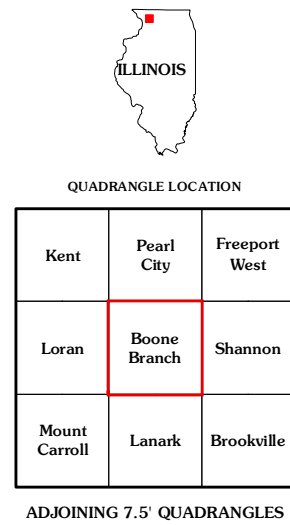 ILLINOIS
QUADRANGLE LOCATION
Kent
Pearl
City
Freeport
West
Loran
Boone
Branch
Shannon
Mount
Carroll
Lanark
Brookville
ADJOINING 7.5' QUADRANGLES